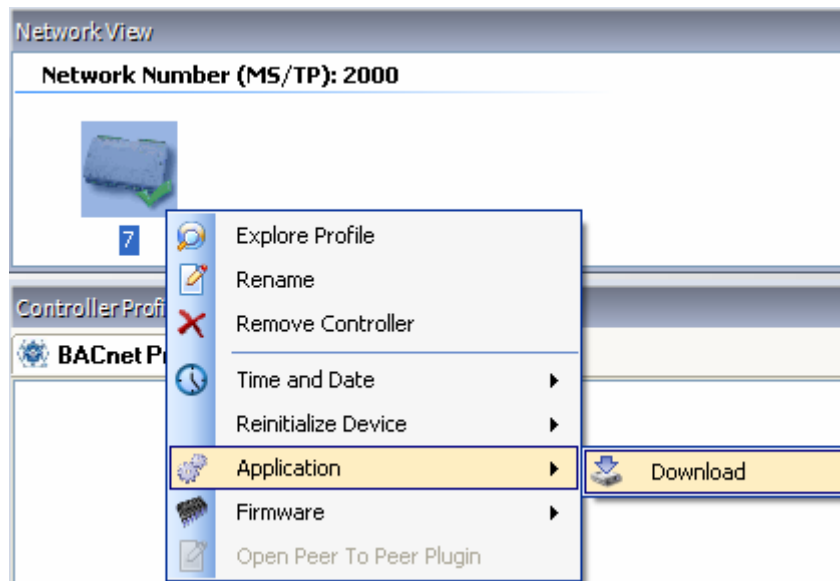 Network View
Network Number (MS/TP): 2000
7
Explore Profile
Rename
Controller Profi
Remove Controller
BACnet P
Time and Date
Reinitialize Device
Application
Download
Firmware
Open Peer To Peer Plugin